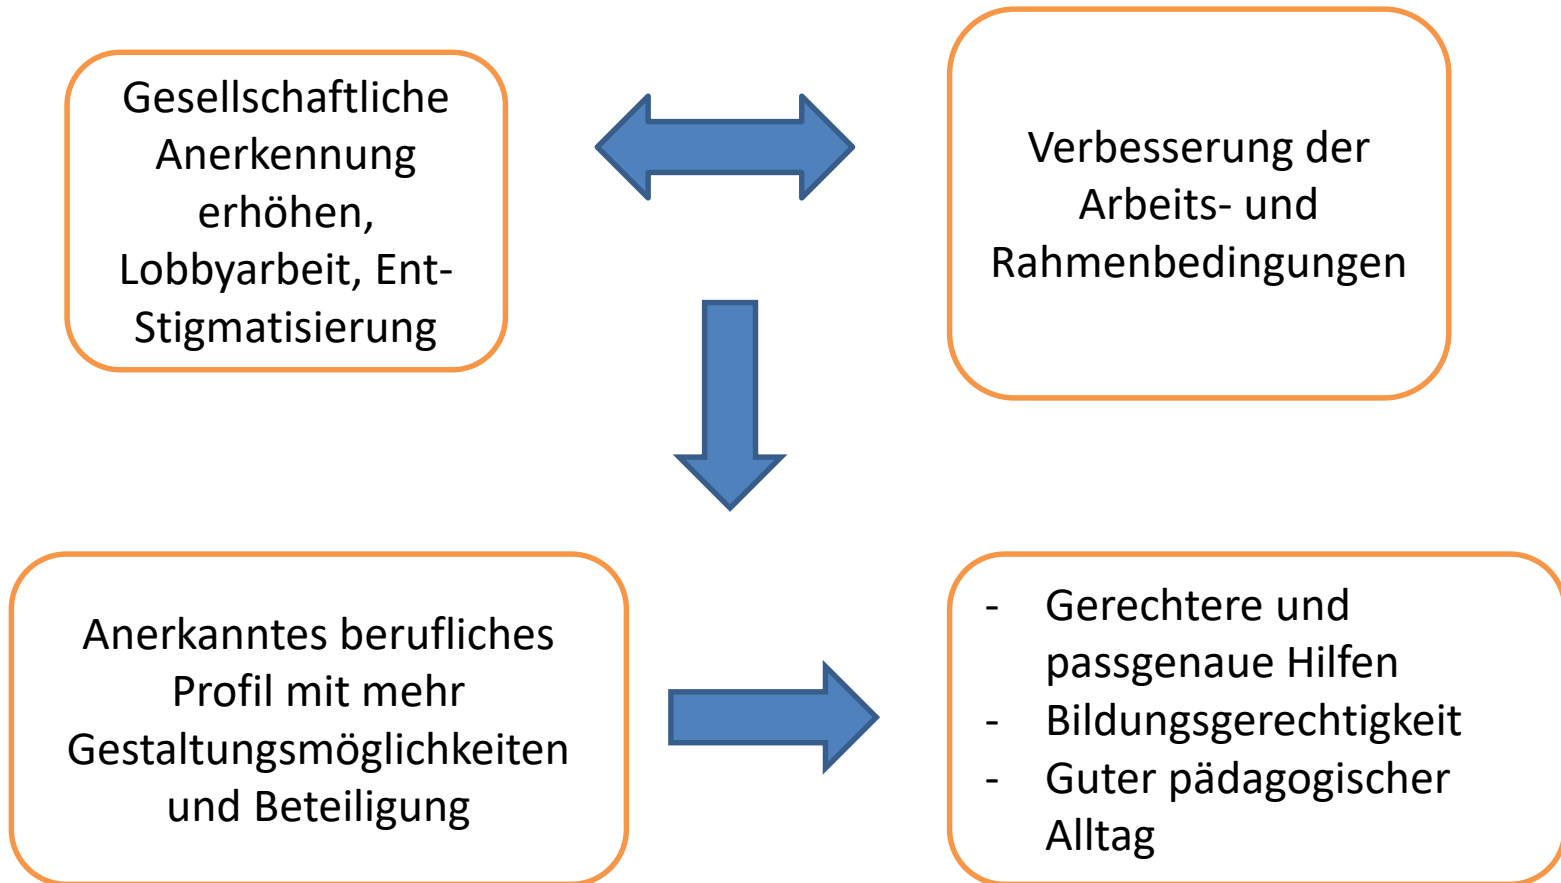 Gesellschaftliche
Anerkennung
erhöhen,
Lobbyarbeit, Ent-
Stigmatisierung
Verbesserung der
Arbeits- und
Rahmenbedingungen
Anerkanntes berufliches
Profil mit mehr
Gestaltungsmöglichkeiten
und Beteiligung
- Gerechtere und
passgenaue Hilfen
- Bildungsgerechtigkeit
- Guter pädagogischer
Alltag